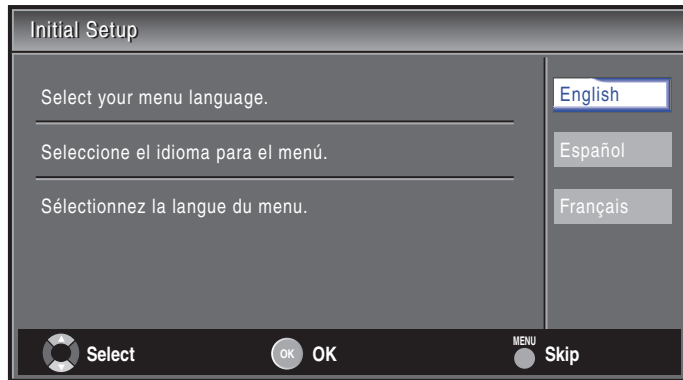 Initial Setup
Select your menu language.
English
Seleccione el idioma para el menú.
Español
Sélectionnez la langue du menu.
Français
Select
OK OK
MENU Skip